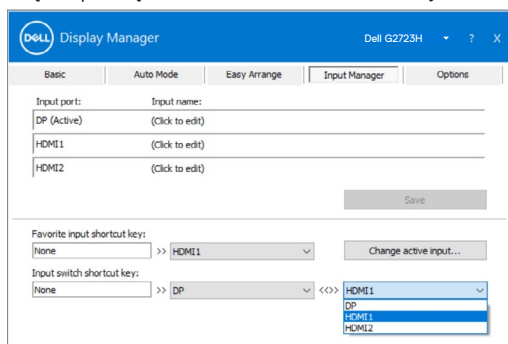 DELL Display Manager Dell G2723H ? X
Basic Auto Mode Easy Arrange Input Manager Options
Input port: Input name:
DP (Active) (Click to edit)
HDMI1 (Click to edit)
HDMI2 (Click to edit)
Save
Favorite input shortcut key:
None >> HDMI1 Change active input...
Input switch shortcut key:
None >> DP <<>> HDMI1
DP
HDMI1
HDMI2